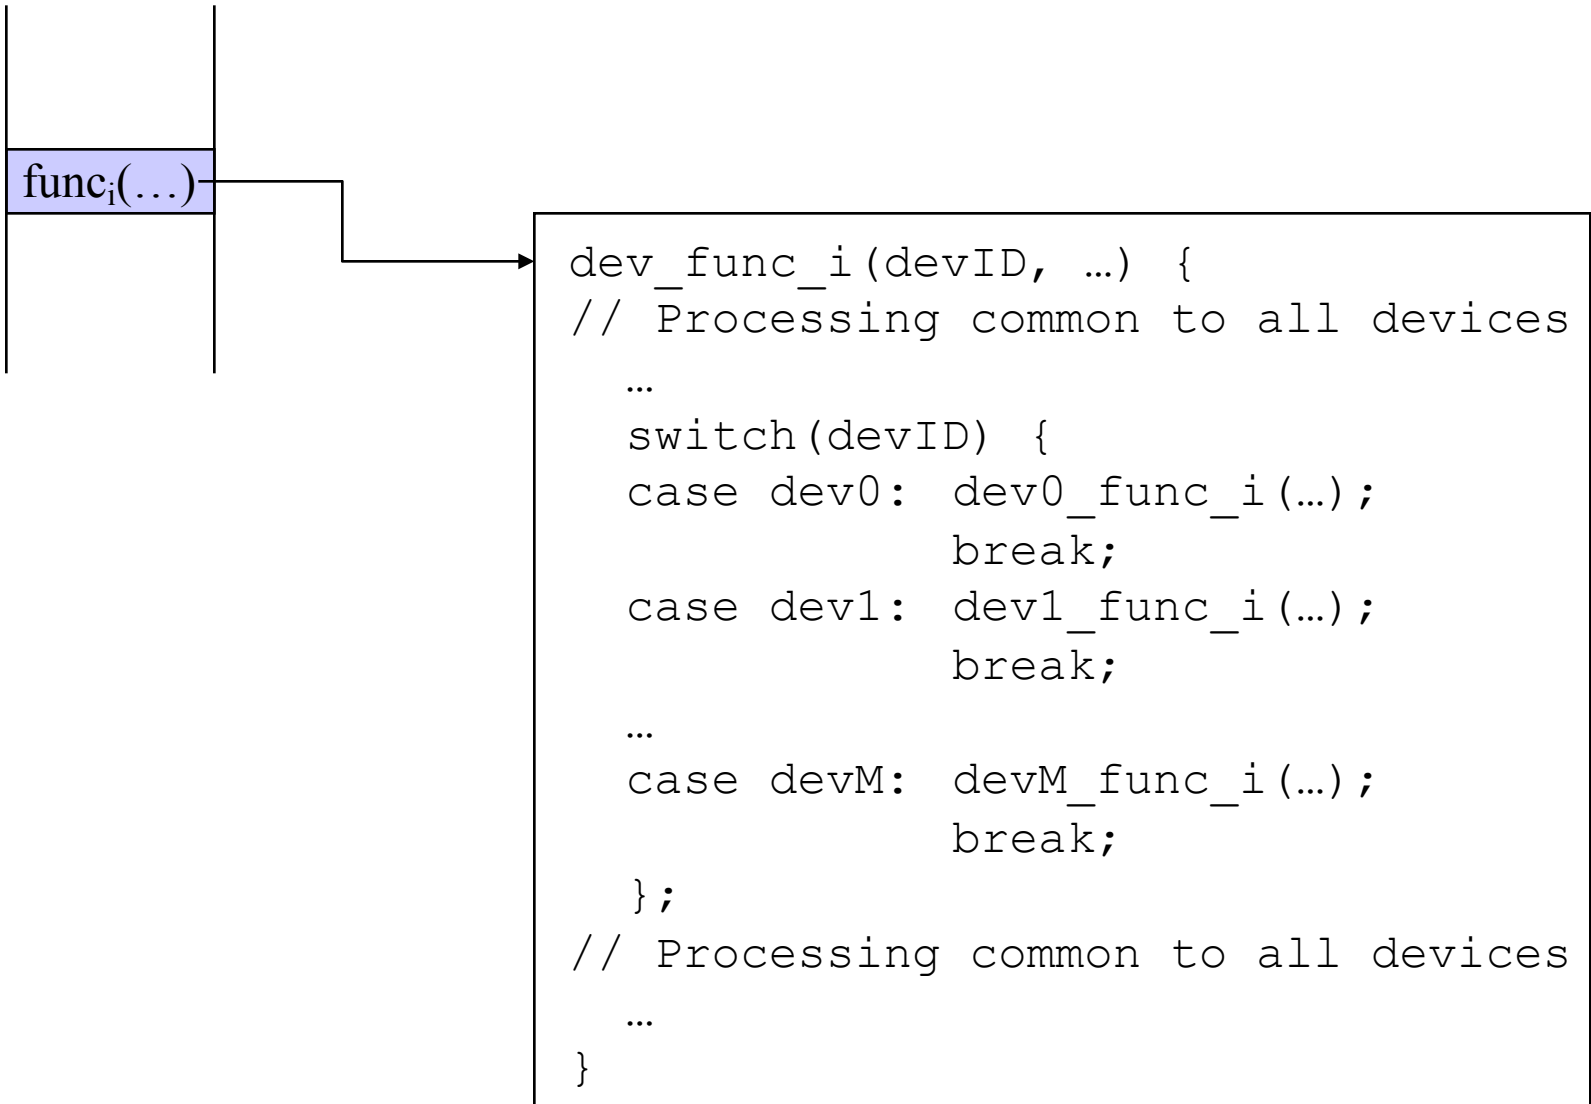 funcᵢ(…)
dev_func_i(devID, …) {
// Processing common to all devices
…
switch(devID) {
case dev0: dev0_func_i(…);
break;
case dev1: dev1_func_i(…);
break;
…
case devM: devM_func_i(…);
break;
};
// Processing common to all devices
…
}